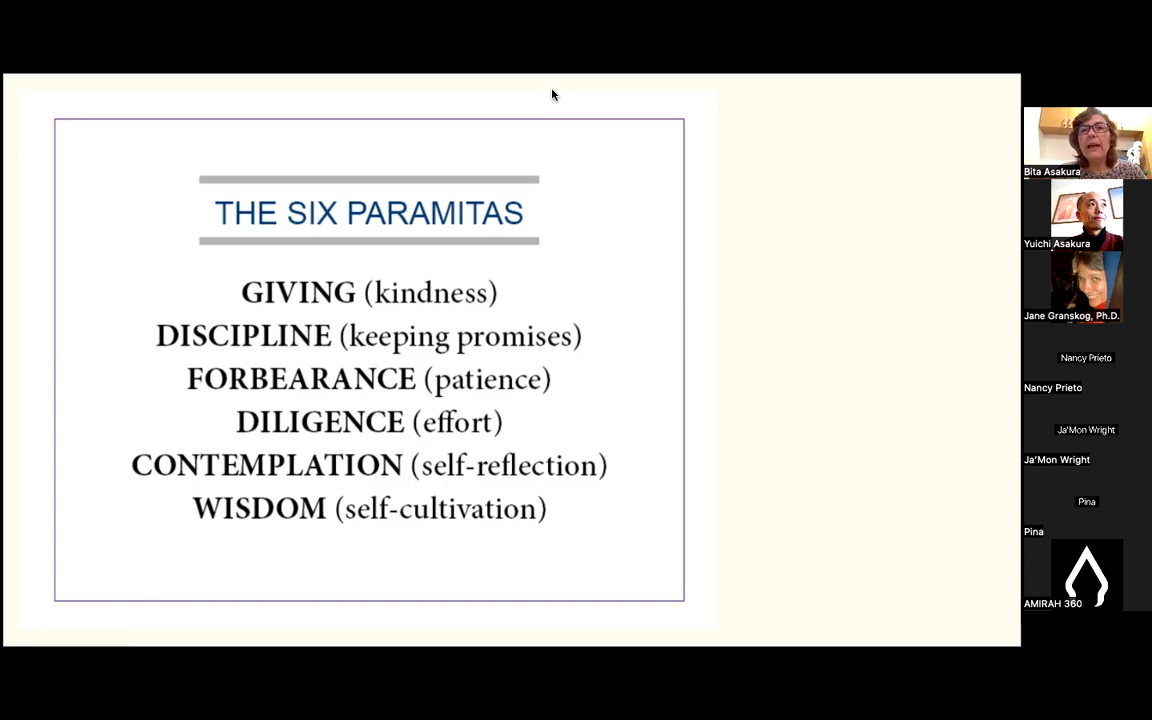 THE SIX PARAMITAS
GIVING (kindness)
DISCIPLINE (keeping promises)
FORBEARANCE (patience)
DILIGENCE (effort)
CONTEMPLATION (self-reflection)
WISDOM (self-cultivation)
Bita Asakura
Yuichi Asakura
Jane Granskog, Ph.D.
Nancy Prieto
Nancy Prieto
Ja'Mon Wright
Ja'Mon Wright
Pina
Pina
AMIRAH 360